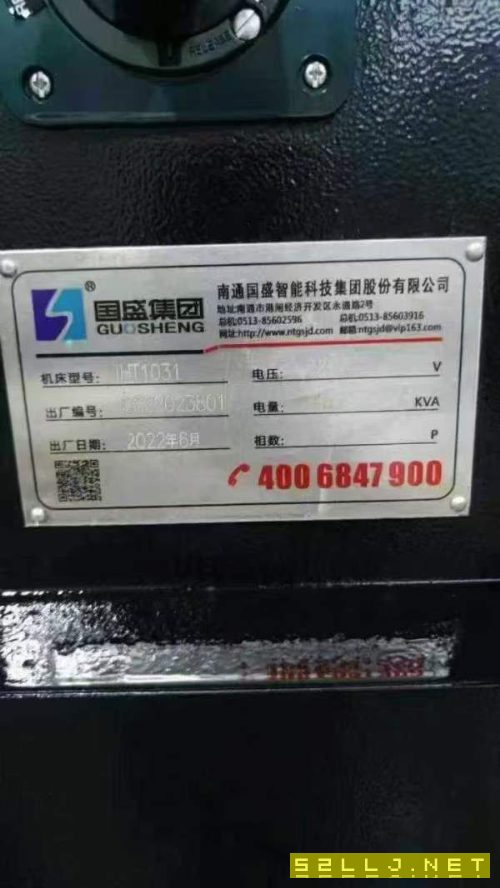 RELEASE
®
国盛集团
GUOSHENG
南通国盛智能科技集团股份有限公司
地址:南通市港闸经济开发区永通路2号
总机:0513-85602596 总机:0513-85603916
网址:http://www.ntgsjd.com 邮箱:ntgsjd@vip163.com
机床型号: 电压: V
出厂编号: 电量: KVA
出厂日期: 2022年6月 相数: P
400 6847 900
52LLJ.NET